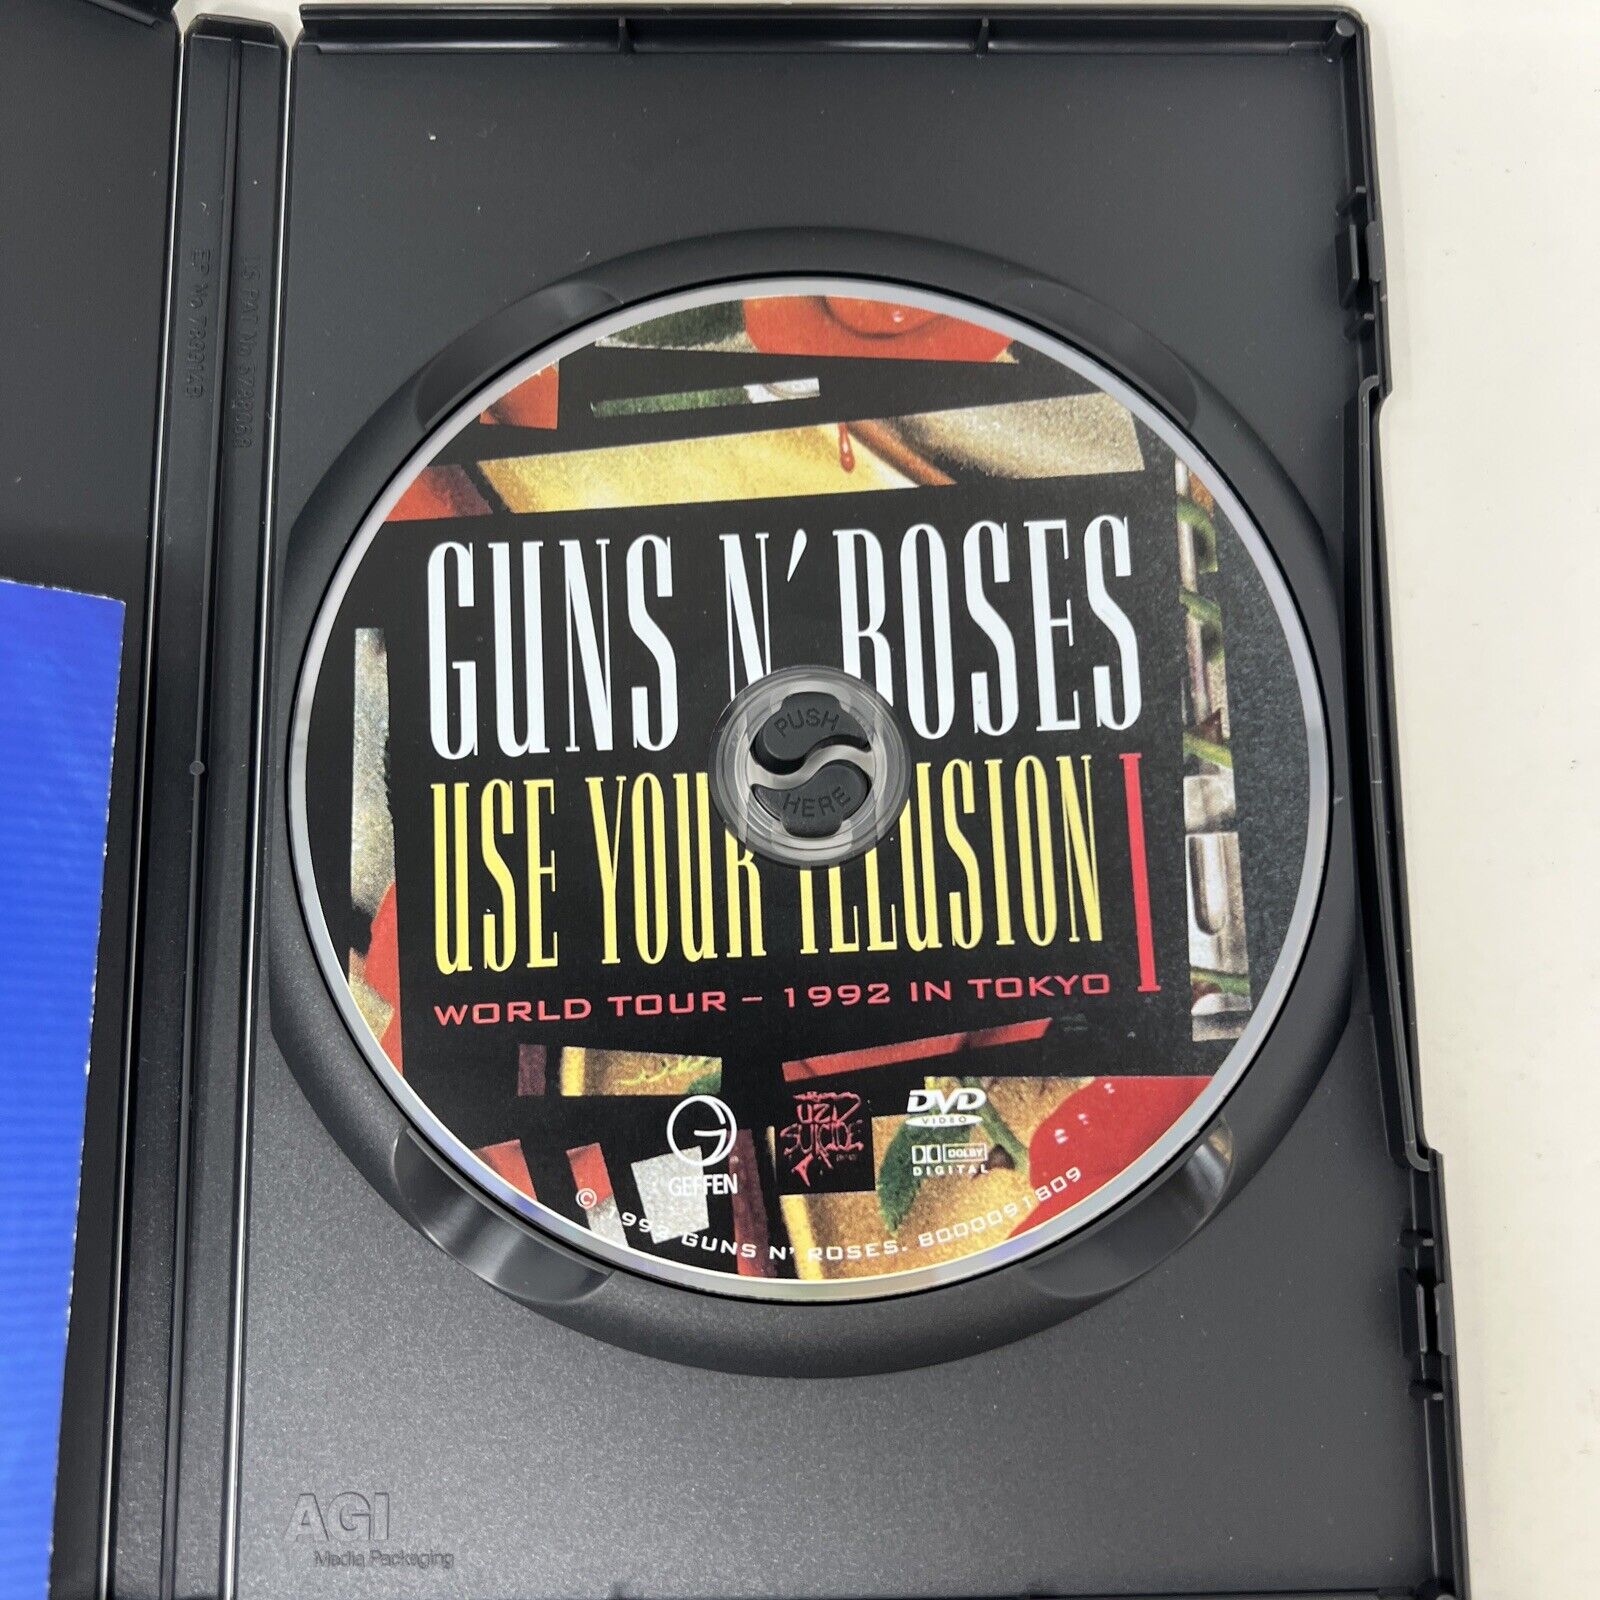 GUNS N' ROSES
USE YOUR ILLUSION I
WORLD TOUR – 1992 IN TOKYO
PUSH
HERE
GEFFEN
UZI
SUICIDE
DVD
VIDEO
DOLBY
DIGITAL
© 1992 GUNS N' ROSES. B000091809
AGI
Media Packaging